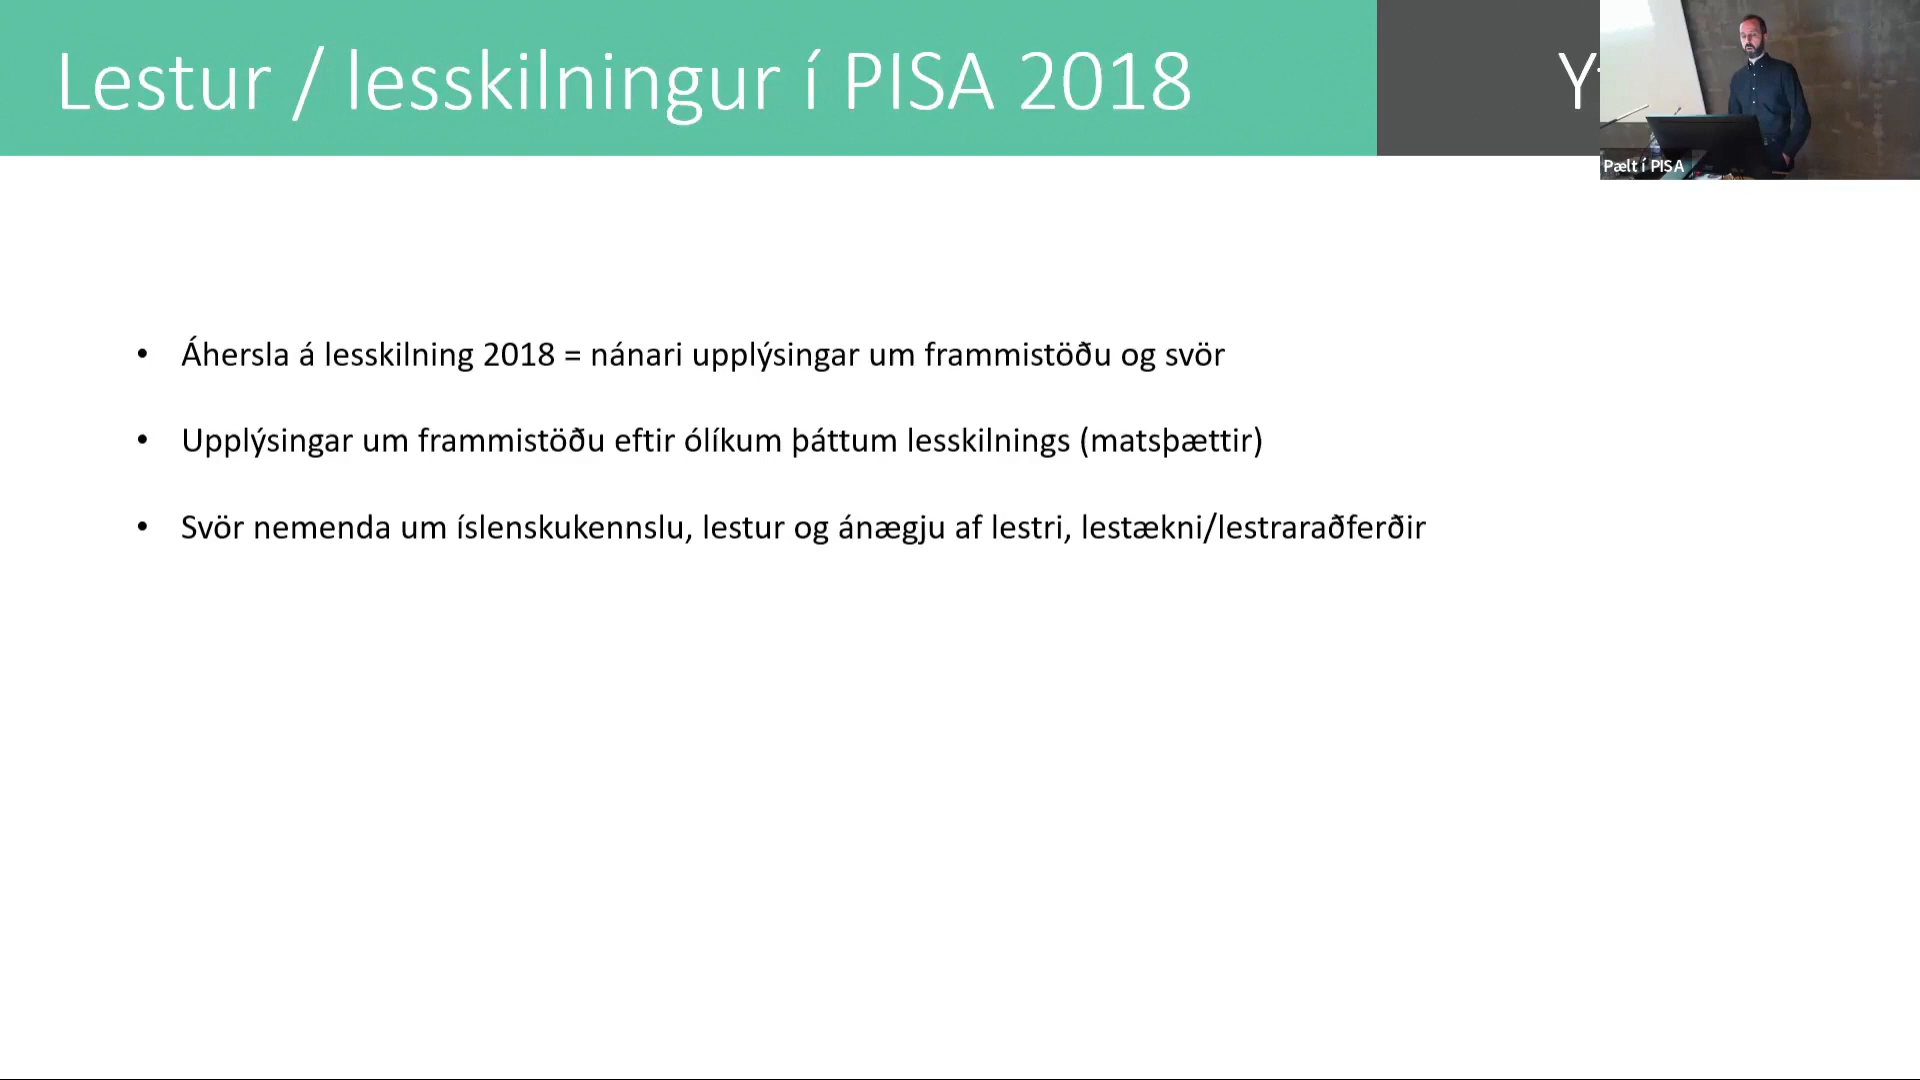 Lestur / lesskilningur í PISA 2018
Pælt í PISA
• Áhersla á lesskilning 2018 = nánari upplýsingar um frammistöðu og svör
• Upplýsingar um frammistöðu eftir ólíkum þáttum lesskilnings (matsþættir)
• Svör nemenda um íslenskukennslu, lestur og ánægju af lestri, lestækni/lestraraðferðir